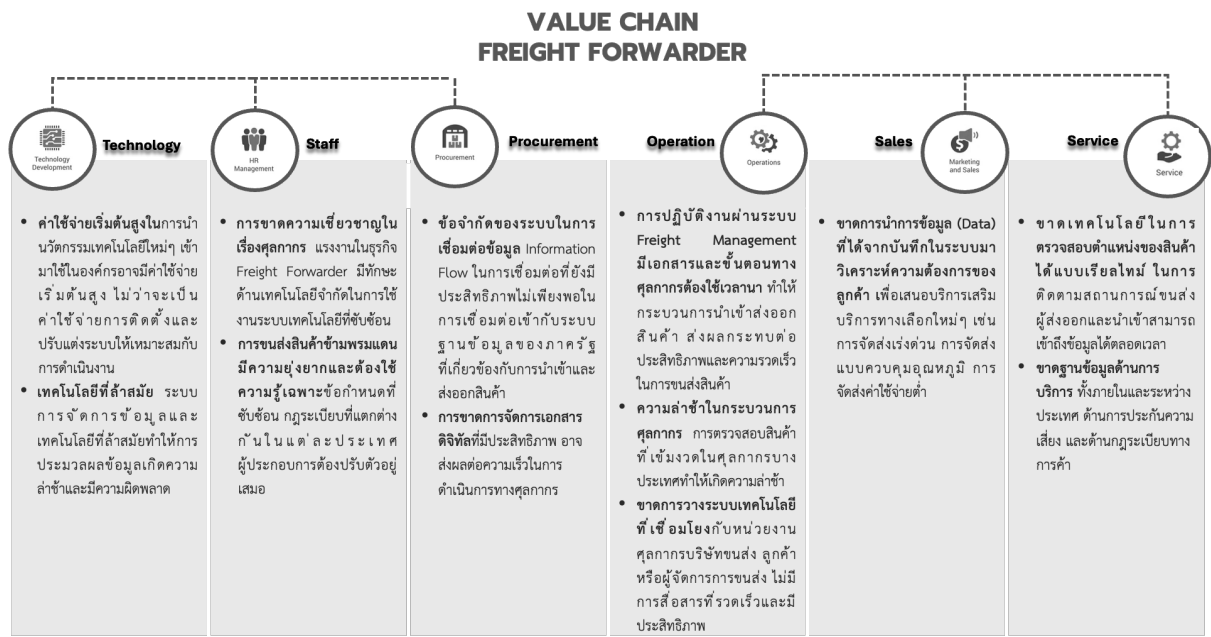 VALUE CHAIN
FREIGHT FORWARDER
Technology
Development
Technology
HR
Management
Staff
Procurement
Procurement
Operation
Operations
Sales
Marketing
and Sales
Service
Service
• ค่าใช้จ่ายเริ่มต้นสูงในการนำ
นวัตกรรมเทคโนโลยีใหม่ๆ เข้า
มาใช้ในองค์กรอาจมีค่าใช้จ่าย
เริ่มต้นสูง ไม่ว่าจะเป็น
ค่าใช้จ่ายการติดตั้งและ
ปรับแต่งระบบให้เหมาะสมกับ
การดำเนินงาน
• เทคโนโลยีที่ล้าสมัย ระบบ
การจัดการข้อมูลและ
เทคโนโลยีที่ล้าสมัยทำให้การ
ประมวลผลข้อมูลเกิดความ
ล่าช้าและมีความผิดพลาด
• การขาดความเชี่ยวชาญใน
เรื่องศุลกากร แรงงานในธุรกิจ
Freight Forwarder มีทักษะ
ด้านเทคโนโลยีจำกัดในการใช้
งานระบบเทคโนโลยีที่ซับซ้อน
• การขนส่งสินค้าข้ามพรมแดน
มีความยุ่งยากและต้องใช้
ความรู้เฉพาะข้อกำหนดที่
ซับซ้อน กฎระเบียบที่แตกต่าง
กันในแต่ละประเทศ
ผู้ประกอบการต้องปรับตัวอยู่
เสมอ
• ข้อจำกัดของระบบในการ
เชื่อมต่อข้อมูล Information
Flow ในการเชื่อมต่อที่ยังมี
ประสิทธิภาพไม่เพียงพอใน
การเชื่อมต่อเข้ากับระบบ
ฐานข้อมูลของภาครัฐ
ที่เกี่ยวข้องกับการนำเข้าและ
ส่งออกสินค้า
• การขาดการจัดการเอกสาร
ดิจิทัลที่มีประสิทธิภาพ อาจ
ส่งผลต่อความเร็วในการ
ดำเนินการทางศุลกากร
• การปฏิบัติงานผ่านระบบ
Freight Management
มีเอกสารและขั้นตอนทาง
ศุลกากรต้องใช้เวลานา ทำให้
กระบวนการนำเข้าส่งออก
สินค้า ส่งผลกระทบต่อ
ประสิทธิภาพและความรวดเร็ว
ในการขนส่งสินค้า
• ความล่าช้าในกระบวนการ
ศุลกากร การตรวจสอบสินค้า
ที่เข้มงวดในศุลกากรบาง
ประเทศทำให้เกิดความล่าช้า
• ขาดการวางระบบเทคโนโลยี
ที่เชื่อมโยงกับหน่วยงาน
ศุลกากรบริษัทขนส่ง ลูกค้า
หรือผู้จัดการการขนส่ง ไม่มี
การสื่อสารที่รวดเร็วและมี
ประสิทธิภาพ
• ขาดการนำการข้อมูล (Data)
ที่ได้จากบันทึกในระบบมา
วิเคราะห์ความต้องการของ
ลูกค้า เพื่อเสนอบริการเสริม
บริการทางเลือกใหม่ๆ เช่น
การจัดส่งเร่งด่วน การจัดส่ง
แบบควบคุมอุณหภูมิ การ
จัดส่งค่าใช้จ่ายต่ำ
• ขาดเทคโนโลยีในการ
ตรวจสอบตำแหน่งของสินค้า
ได้แบบเรียลไทม์ ในการ
ติดตามสถานการณ์ขนส่ง
ผู้ส่งออกและนำเข้าสามารถ
เข้าถึงข้อมูลได้ตลอดเวลา
• ขาดฐานข้อมูลด้านการ
บริการ ทั้งภายในและระหว่าง
ประเทศ ด้านการประกันความ
เสี่ยง และด้านกฎระเบียบทาง
การค้า